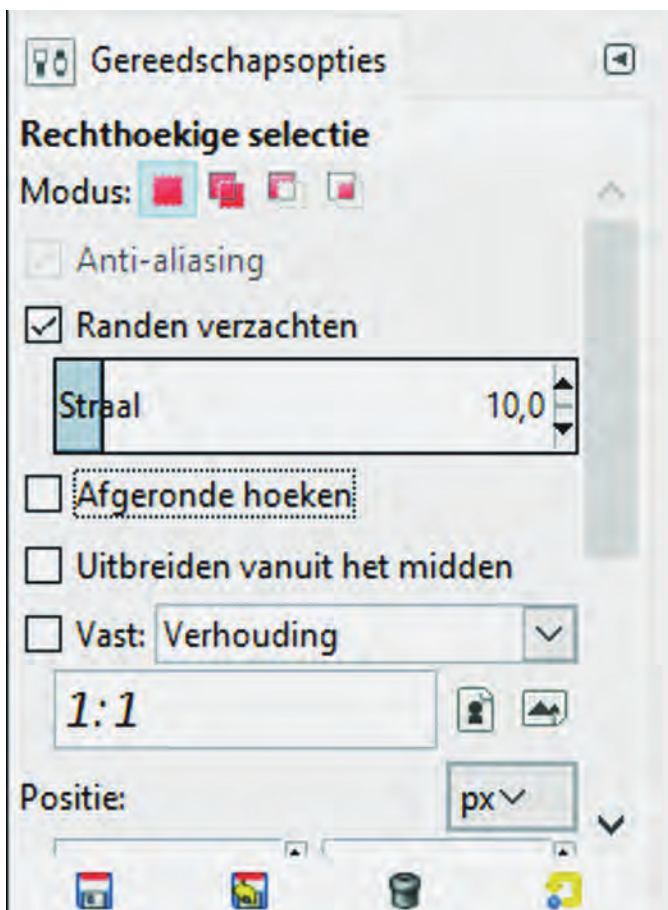 Gereedschapsopties
Rechthoekige selectie
Modus:
Anti-aliasing
Randen verzachten
Straal 10,0
Afgeronde hoeken
Uitbreiden vanuit het midden
Vast: Verhouding
1:1
Positie: px